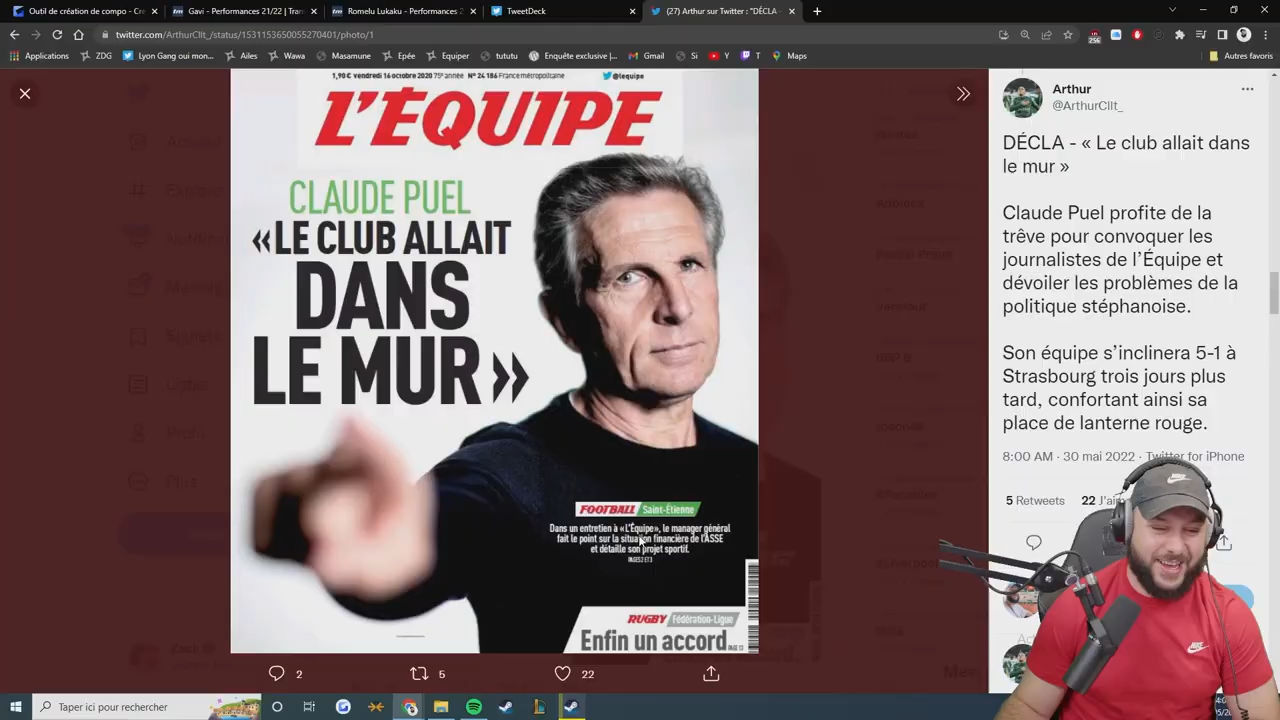 Outil de création de compo - Cre
Gavi - Performances 21/22 | Tran
Romelu Lukaku - Performances 2
TweetDeck
(27) Arthur sur Twitter : "DÉCLA -
twitter.com/ArthurCllt_/status/1531153650055270401/photo/1
Applications
ZDG
Lyon Gang oui mon...
Ailes
Wawa
Masamune
Epée
Equiper
tututu
Enquête exclusive |...
Gmail
Si
Y
T
Maps
Autres favoris
1,90 € vendredi 16 octobre 2020 75e année N° 24 186 France métropolitaine
@lequipe
L'ÉQUIPE
CLAUDE PUEL
«LE CLUB ALLAIT
DANS
LE MUR»
FOOTBALL Saint-Étienne
Dans un entretien à «L'Équipe», le manager général
fait le point sur la situation financière de l'ASSE
et détaille son projet sportif.
PAGES 2 ET 3
RUGBY Fédération-Ligue
Enfin un accord
PAGE 13
2
5
22
Arthur
@ArthurCllt_
DÉCLA - « Le club allait dans
le mur »
Claude Puel profite de la
trêve pour convoquer les
journalistes de l'Équipe et
dévoiler les problèmes de la
politique stéphanoise.
Son équipe s'inclinera 5-1 à
Strasbourg trois jours plus
tard, confortant ainsi sa
place de lanterne rouge.
8:00 AM · 30 mai 2022 · Twitter for iPhone
5 Retweets
22 J'aim
Taper ici pour rechercher